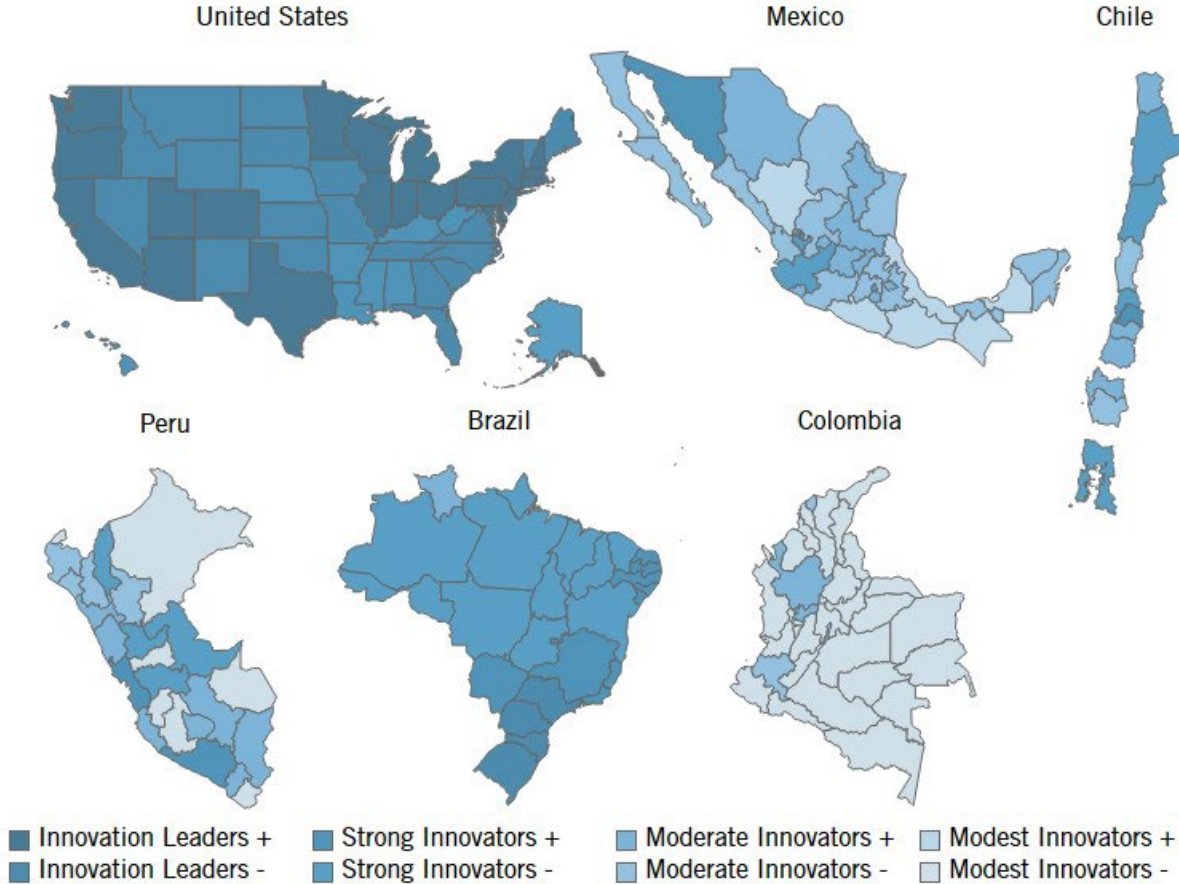 United States
Mexico
Chile
Peru
Brazil
Colombia
Innovation Leaders +
Strong Innovators +
Moderate Innovators +
Modest Innovators +
Innovation Leaders -
Strong Innovators -
Moderate Innovators -
Modest Innovators -